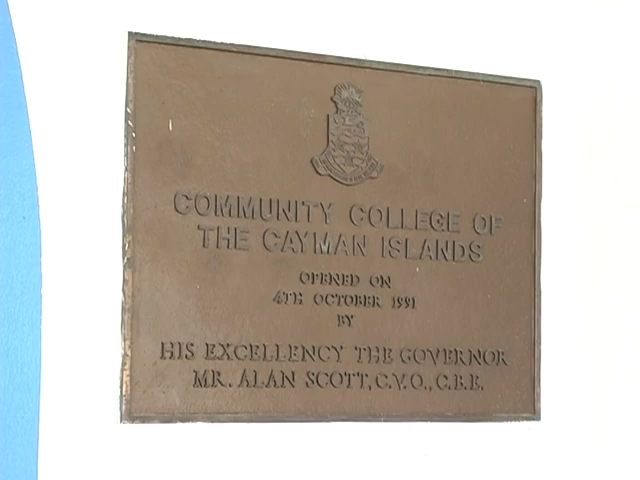 COMMUNITY COLLEGE OF
THE CAYMAN ISLANDS
OPENED ON
4TH OCTOBER 1991
BY
HIS EXCELLENCY THE GOVERNOR
MR. ALAN SCOTT, C.V.O., C.B.E.